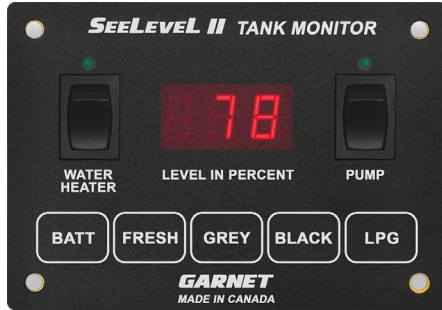 SEELEVEL II TANK MONITOR
78
WATER
HEATER
LEVEL IN PERCENT
PUMP
BATT
FRESH
GREY
BLACK
LPG
GARNET
MADE IN CANADA